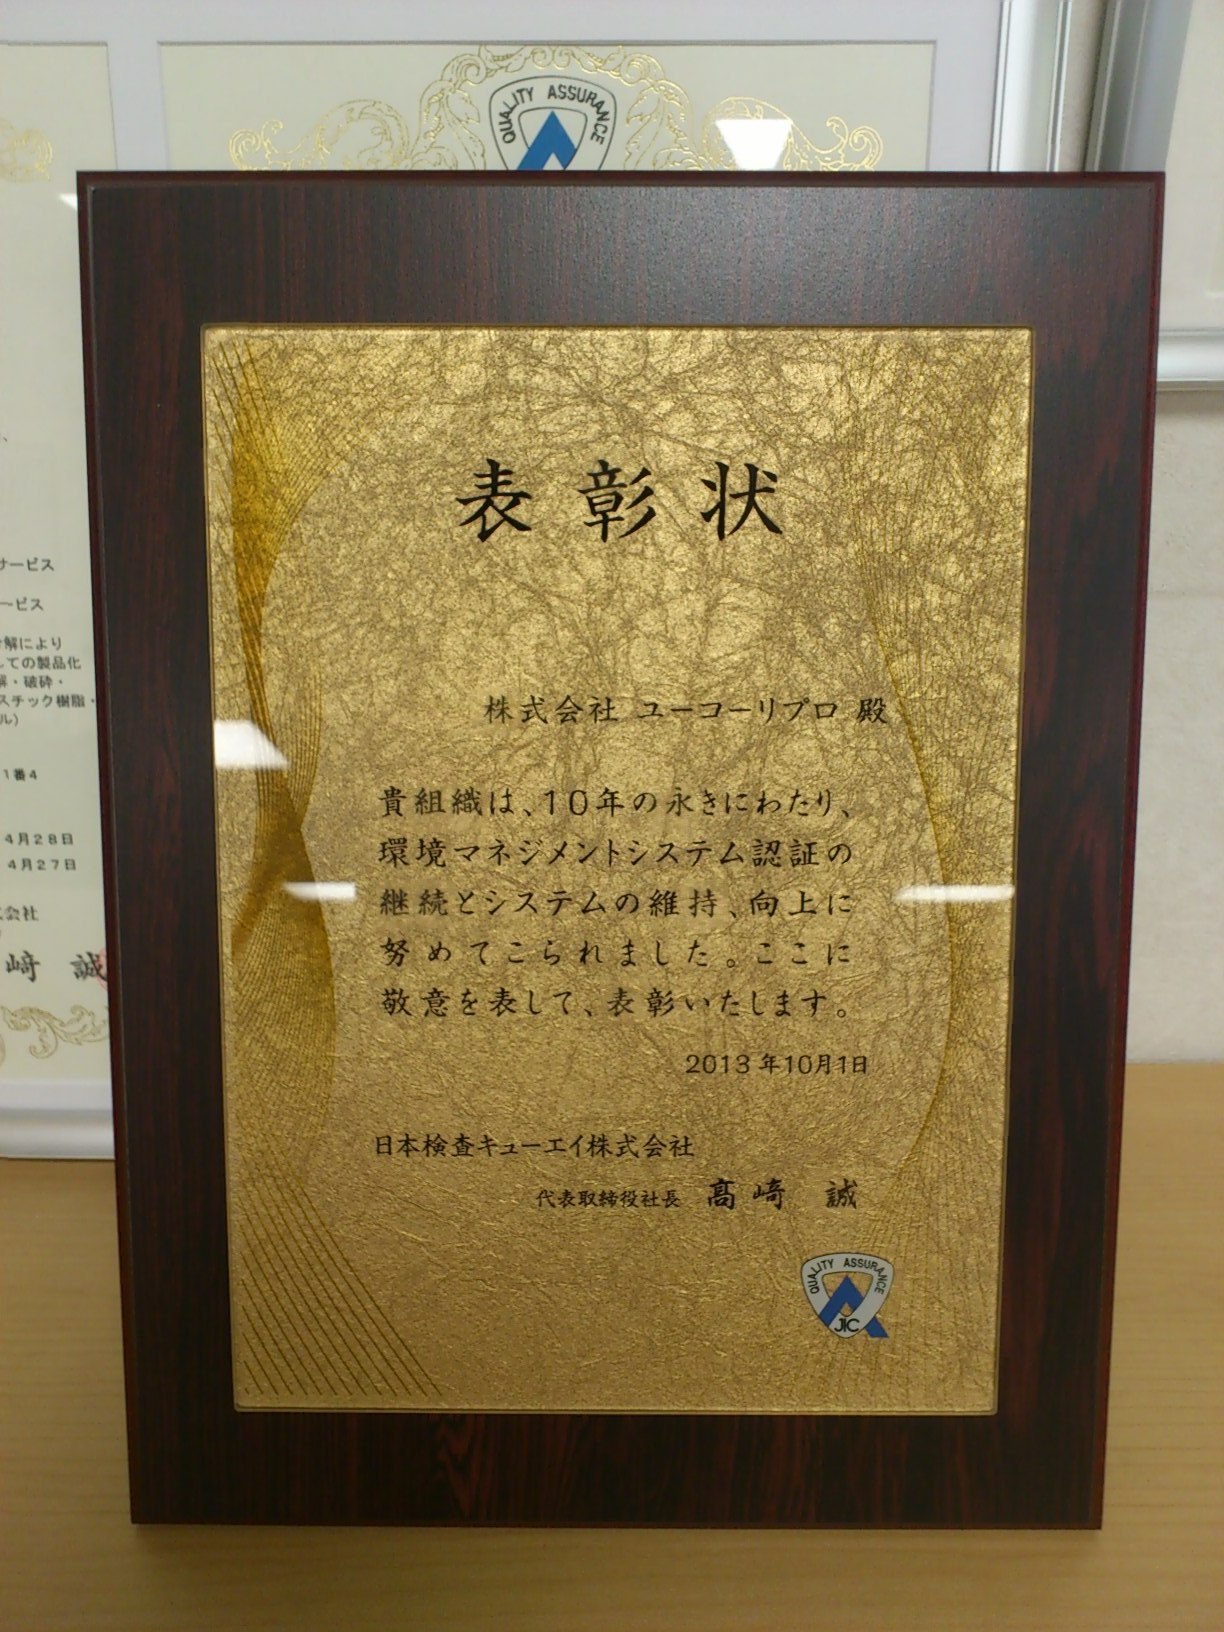 QUALITY ASSURANCE
サービス
ービス
解により
しての製品化
・破砕・
スチック樹脂・
ル)
1番4
4月28日
4月27日
会社
崎 誠
表彰状
株式会社 ユーコーリプロ 殿
貴組織は、10年の永きにわたり、
環境マネジメントシステム認証の
継続とシステムの維持、向上に
努めてこられました。ここに
敬意を表して、表彰いたします。
2013年10月1日
日本検査キューエイ株式会社
代表取締役社長 髙﨑 誠
QUALITY ASSURANCE
JIC